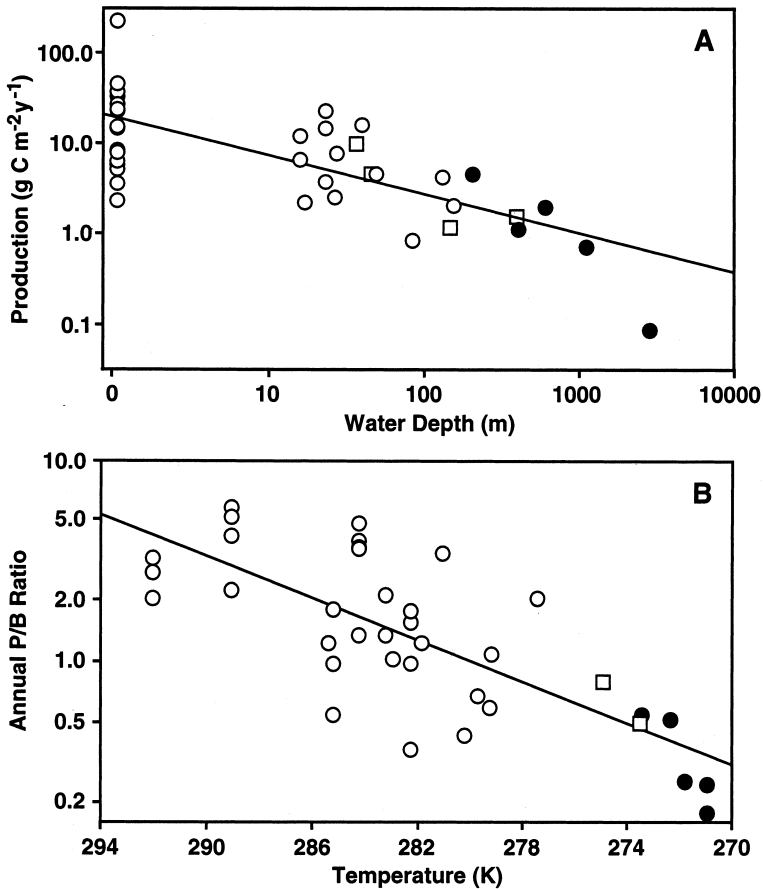 A
Production (g C m⁻²y⁻¹)
100.0
10.0
1.0
0.1
0 10 100 1000 10000
Water Depth (m)
B
Annual P/B Ratio
10.0
5.0
2.0
1.0
0.5
0.2
294 290 286 282 278 274 270
Temperature (K)